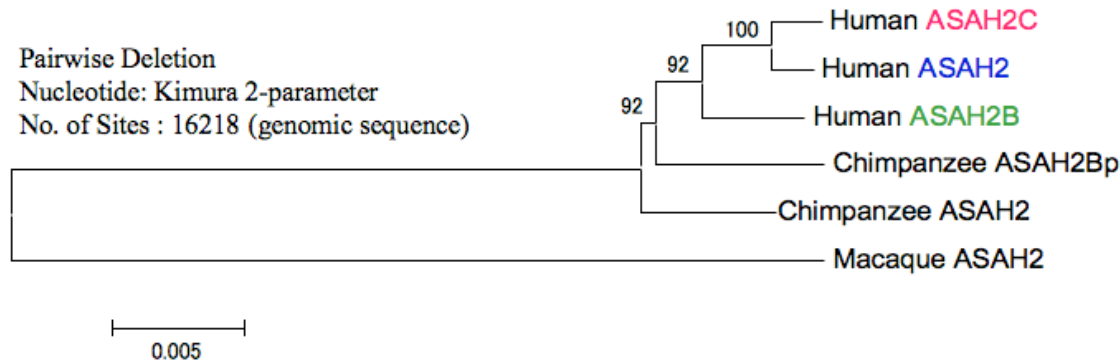 Pairwise Deletion
Nucleotide: Kimura 2-parameter
No. of Sites : 16218 (genomic sequence)
100
Human ASAH2C
92
Human ASAH2
92
Human ASAH2B
Chimpanzee ASAH2Bp
Chimpanzee ASAH2
Macaque ASAH2
0.005